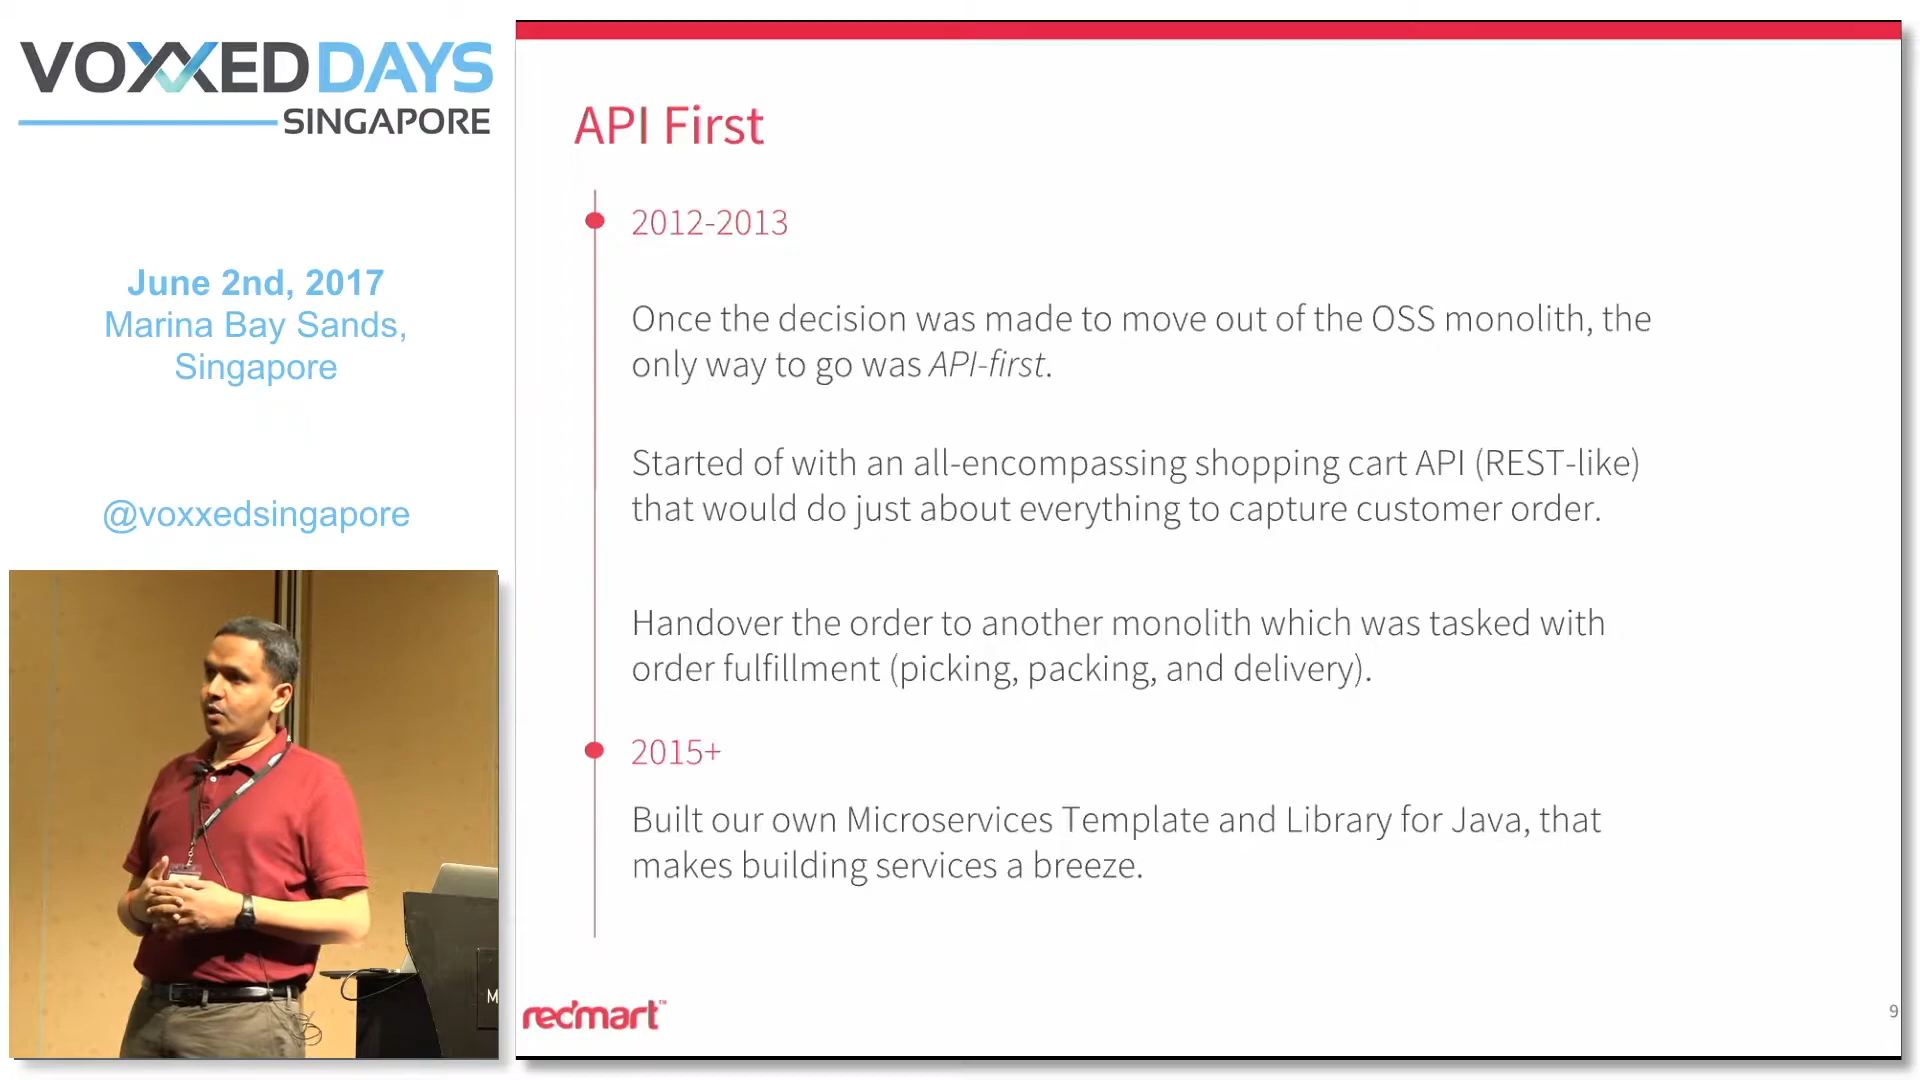 VOXXEDDAYS
SINGAPORE
June 2nd, 2017
Marina Bay Sands,
Singapore
@voxxedsingapore
API First
2012-2013
Once the decision was made to move out of the OSS monolith, the
only way to go was API-first.
Started of with an all-encompassing shopping cart API (REST-like)
that would do just about everything to capture customer order.
Handover the order to another monolith which was tasked with
order fulfillment (picking, packing, and delivery).
2015+
Built our own Microservices Template and Library for Java, that
makes building services a breeze.
redmart™
9
M